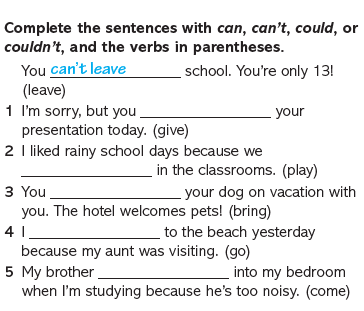 Complete the sentences with can, can't, could, or
couldn't, and the verbs in parentheses.
You can't leave school. You're only 13!
(leave)
1 I'm sorry, but you ____________ your
presentation today. (give)
2 I liked rainy school days because we
____________ in the classrooms. (play)
3 You ____________ your dog on vacation with
you. The hotel welcomes pets! (bring)
4 I ____________ to the beach yesterday
because my aunt was visiting. (go)
5 My brother ____________ into my bedroom
when I'm studying because he's too noisy. (come)